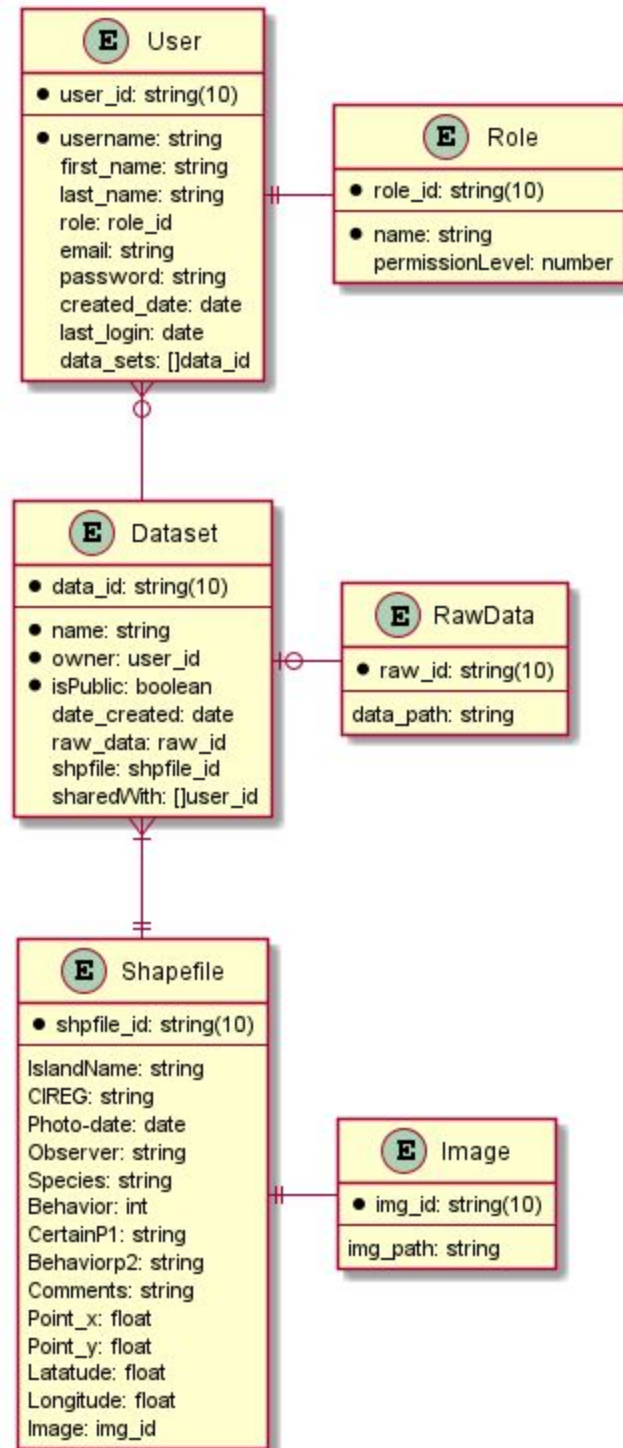 E User
user_id: string(10)
username: string
first_name: string
last_name: string
role: role_id
email: string
password: string
created_date: date
last_login: date
data_sets: []data_id
E Role
role_id: string(10)
name: string
permissionLevel: number
E Dataset
data_id: string(10)
name: string
owner: user_id
isPublic: boolean
date_created: date
raw_data: raw_id
shpfile: shpfile_id
sharedWith: []user_id
E RawData
raw_id: string(10)
data_path: string
E Shapefile
shpfile_id: string(10)
IslandName: string
CIREG: string
Photo-date: date
Observer: string
Species: string
Behavior: int
CertainP1: string
Behaviorp2: string
Comments: string
Point_x: float
Point_y: float
Latatude: float
Longitude: float
Image: img_id
E Image
img_id: string(10)
img_path: string